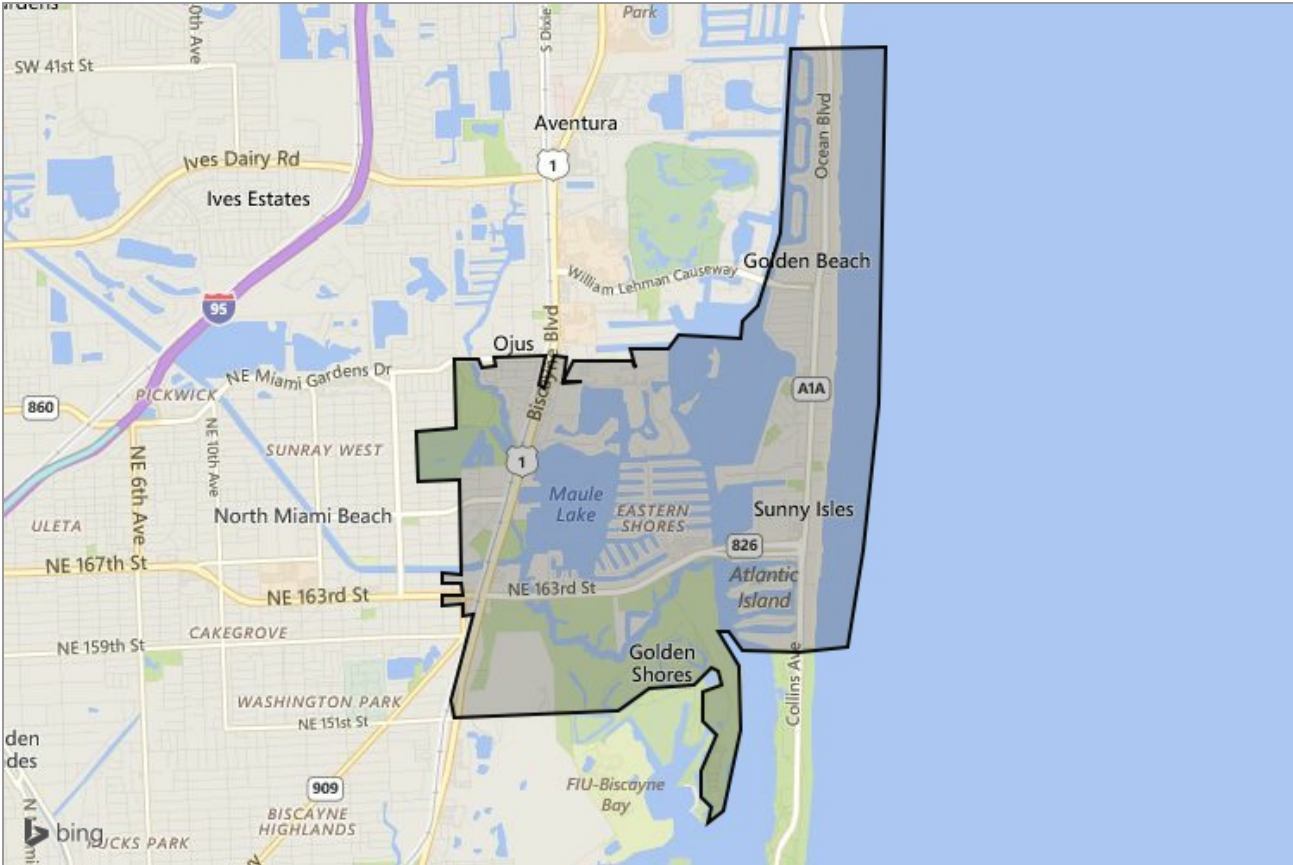 Park
0th Ave
S Dixie
SW 41st St
Ocean Blvd
Aventura
1
Ives Dairy Rd
Ives Estates
Golden Beach
William Lehman Causeway
95
Biscayne Blvd
Ojus
NE Miami Gardens Dr
PICKWICK
A1A
860
NE 10th Ave
SUNRAY WEST
NE 6th Ave
1
Maule
Lake
EASTERN
SHORES
Sunny Isles
North Miami Beach
ULETA
826
NE 167th St
Atlantic
Island
NE 163rd St
NE 163rd St
CAKEGROVE
NE 159th St
Golden
Shores
Collins Ave
WASHINGTON PARK
NE 151st St
den
des
909
FIU-Biscayne
Bay
BISCAYNE
HIGHLANDS
bing